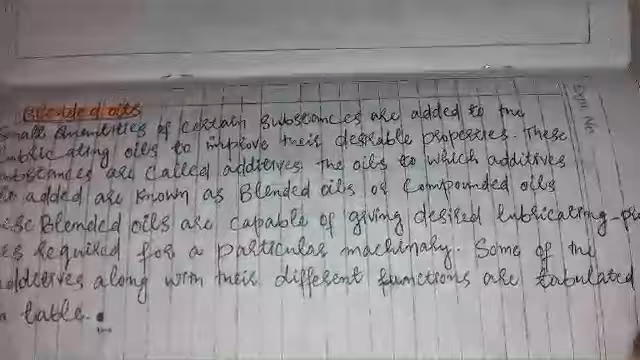 Blended oils
Small quantities of certain substances are added to the
lubricating oils to improve their desirable properties. These
substances are called additives, the oils to which additives
are added are known as Blended oils or Compounded oils
These Blended oils are capable of giving desired lubricating-
required for a particular machinary. Some of the
additives along with their different functions are tabulated
table.